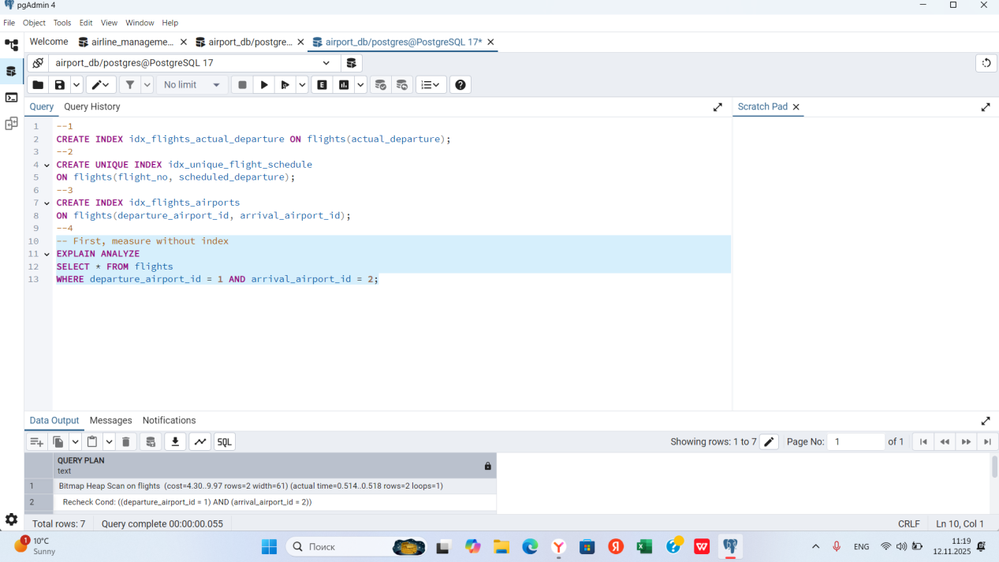 pgAdmin 4
File Object Tools Edit View Window Help
Welcome airline_manageme... airport_db/postgre... airport_db/postgres@PostgreSQL 17*
airport_db/postgres@PostgreSQL 17
No limit E
Query Query History Scratch Pad
1 --1
2 CREATE INDEX idx_flights_actual_departure ON flights(actual_departure);
3 --2
4 CREATE UNIQUE INDEX idx_unique_flight_schedule
5 ON flights(flight_no, scheduled_departure);
6 --3
7 CREATE INDEX idx_flights_airports
8 ON flights(departure_airport_id, arrival_airport_id);
9 --4
10 -- First, measure without index
11 EXPLAIN ANALYZE
12 SELECT * FROM flights
13 WHERE departure_airport_id = 1 AND arrival_airport_id = 2;
Data Output Messages Notifications
SQL Showing rows: 1 to 7 Page No: 1 of 1
QUERY PLAN
text
1 Bitmap Heap Scan on flights (cost=4.30..9.97 rows=2 width=61) (actual time=0.514..0.518 rows=2 loops=1)
2 Recheck Cond: ((departure_airport_id = 1) AND (arrival_airport_id = 2))
Total rows: 7 Query complete 00:00:00.055 CRLF Ln 10, Col 1
1 10°C
Sunny
Поиск
ENG
11:19
12.11.2025